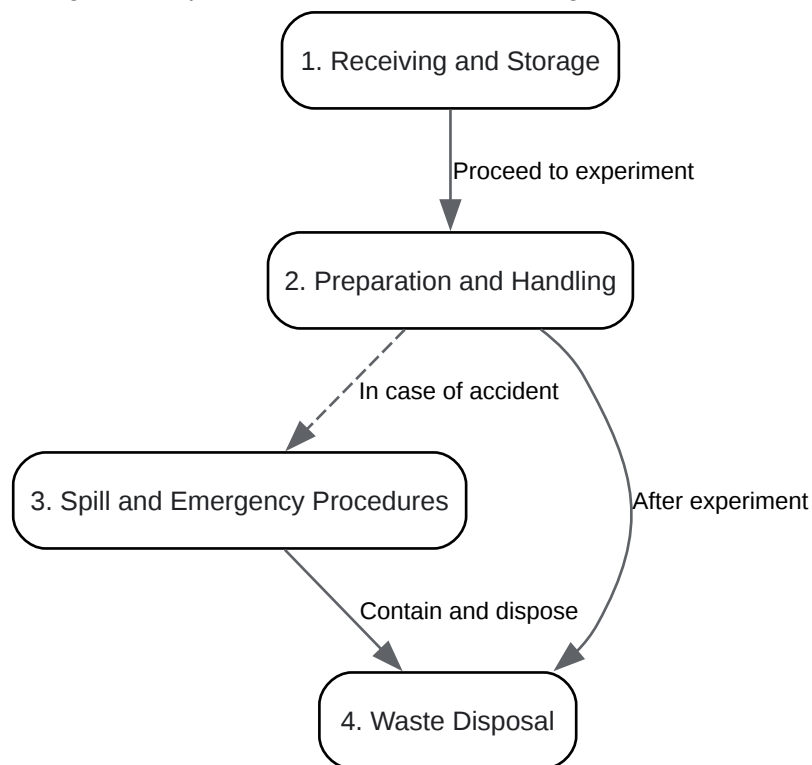 1. Receiving and Storage
Proceed to experiment
2. Preparation and Handling
In case of accident
3. Spill and Emergency Procedures
After experiment
Contain and dispose
4. Waste Disposal